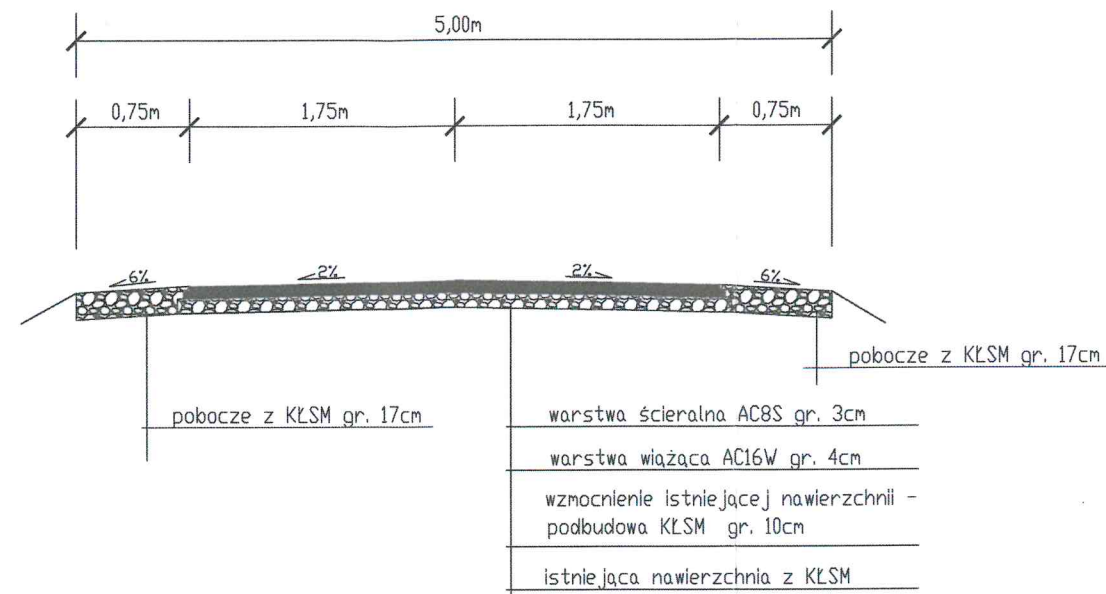 5,00m
0,75m 1,75m 1,75m 0,75m
6% 2% 2% 6%
pobocze z KŁSM gr. 17cm
pobocze z KŁSM gr. 17cm
warstwa ścieralna AC8S gr. 3cm
warstwa wiążąca AC16W gr. 4cm
wzmocnienie istniejącej nawierzchnii -
podbudowa KŁSM gr. 10cm
istniejąca nawierzchnia z KŁSM